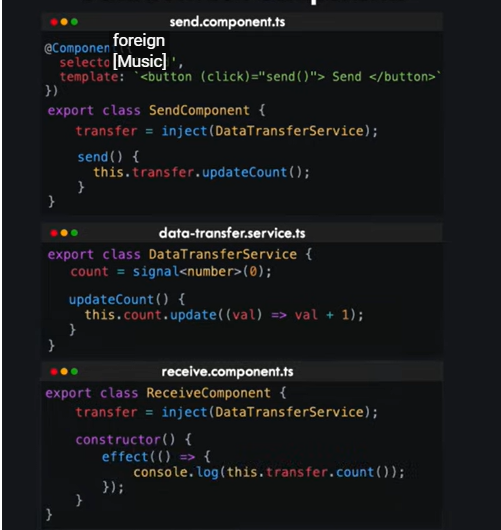 send.component.ts
@Component
foreign
selecto ',
[Music]
template: `<button (click)="send()"> Send </button>`
})
export class SendComponent {
transfer = inject(DataTransferService);
send() {
this.transfer.updateCount();
}
}
data-transfer.service.ts
export class DataTransferService {
count = signal<number>(0);
updateCount() {
this.count.update((val) => val + 1);
}
}
receive.component.ts
export class ReceiveComponent {
transfer = inject(DataTransferService);
constructor() {
effect(() => {
console.log(this.transfer.count());
});
}
}